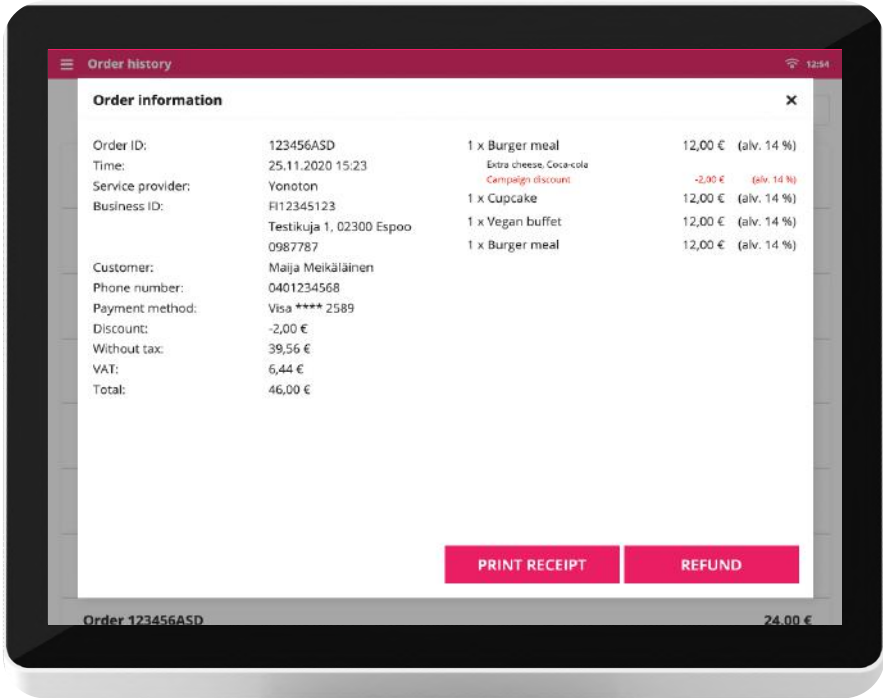 Order history
12:54
Order information
Order ID: 123456ASD
Time: 25.11.2020 15:23
Service provider: Yonoton
Business ID: FI12345123
Testikuja 1, 02300 Espoo
0987787
Customer: Maija Meikäläinen
Phone number: 0401234568
Payment method: Visa **** 2589
Discount: -2,00 €
Without tax: 39,56 €
VAT: 6,44 €
Total: 46,00 €
1 x Burger meal 12,00 € (alv. 14 %)
Extra cheese, Coca-cola
Campaign discount -2,00 € (alv. 14 %)
1 x Cupcake 12,00 € (alv. 14 %)
1 x Vegan buffet 12,00 € (alv. 14 %)
1 x Burger meal 12,00 € (alv. 14 %)
PRINT RECEIPT
REFUND
Order 123456ASD 24,00 €